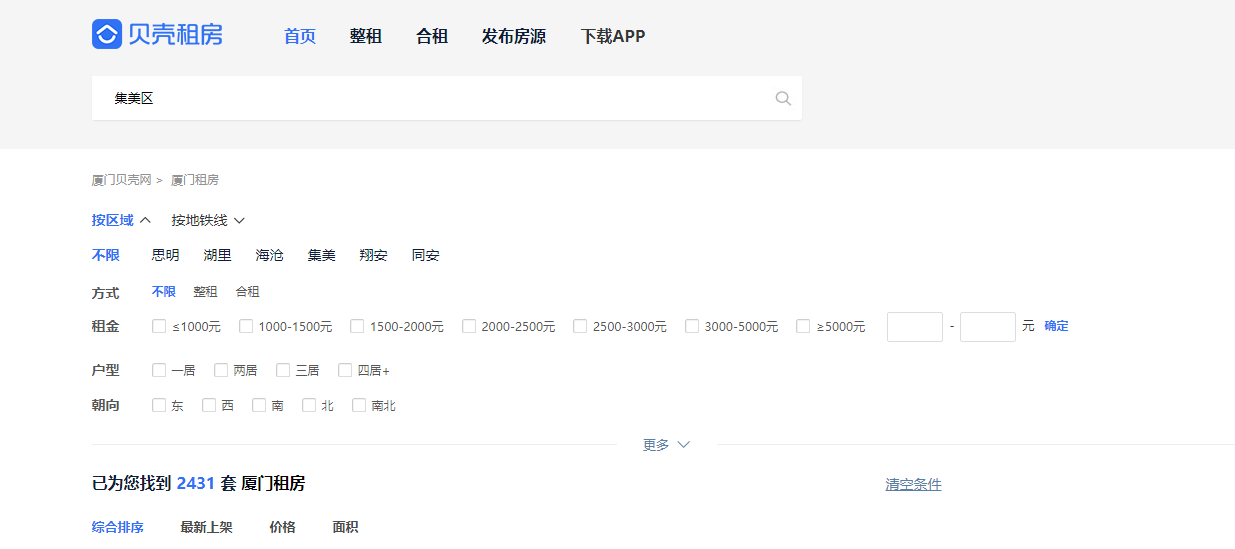 贝壳租房 首页 整租 合租 发布房源 下载APP
集美区
厦门贝壳网 > 厦门租房
按区域 按地铁线
不限 思明 湖里 海沧 集美 翔安 同安
方式 不限 整租 合租
租金 ≤1000元 1000-1500元 1500-2000元 2000-2500元 2500-3000元 3000-5000元 ≥5000元 - 元 确定
户型 一居 两居 三居 四居+
朝向 东 西 南 北 南北
更多
已为您找到 2431 套 厦门租房 清空条件
综合排序 最新上架 价格 面积